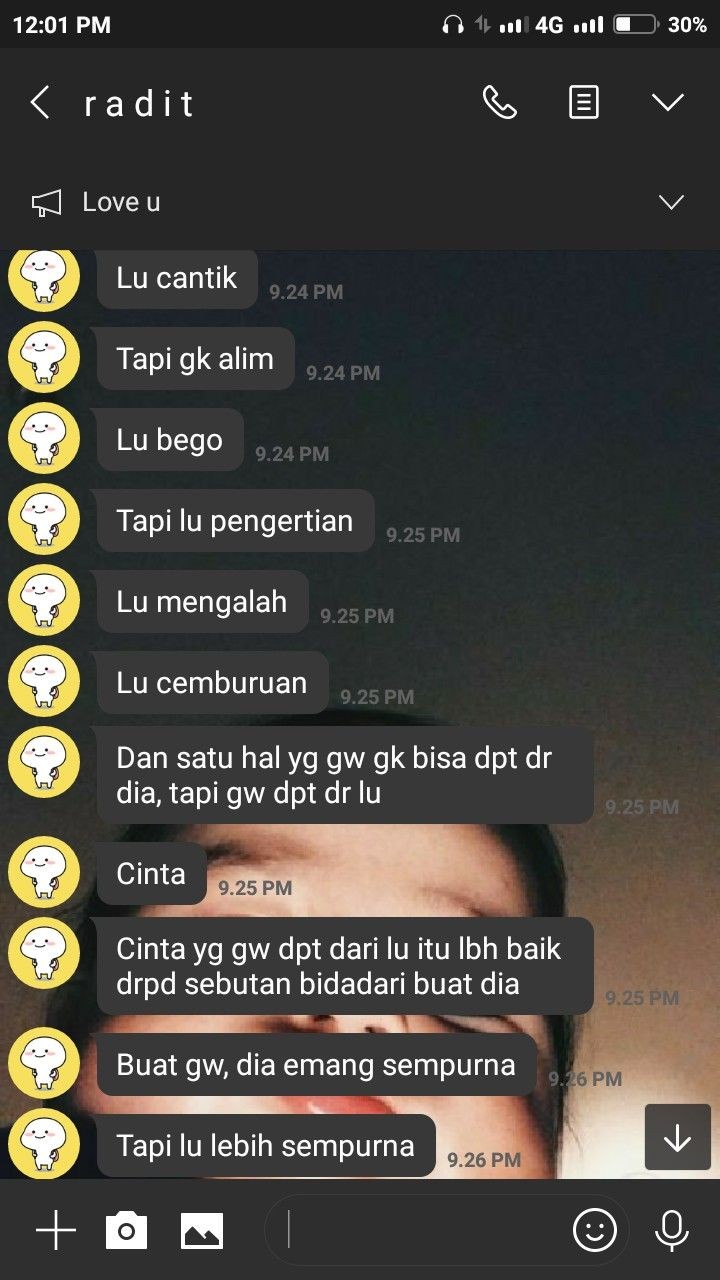 12:01 PM
4G
30%
radit
Love u
Lu cantik
9.24 PM
Tapi gk alim
9.24 PM
Lu bego
9.24 PM
Tapi lu pengertian
9.25 PM
Lu mengalah
9.25 PM
Lu cemburuan
9.25 PM
Dan satu hal yg gw gk bisa dpt dr
dia, tapi gw dpt dr lu
9.25 PM
Cinta
9.25 PM
Cinta yg gw dpt dari lu itu lbh baik
drpd sebutan bidadari buat dia
9.25 PM
Buat gw, dia emang sempurna
9.26 PM
Tapi lu lebih sempurna
9.26 PM